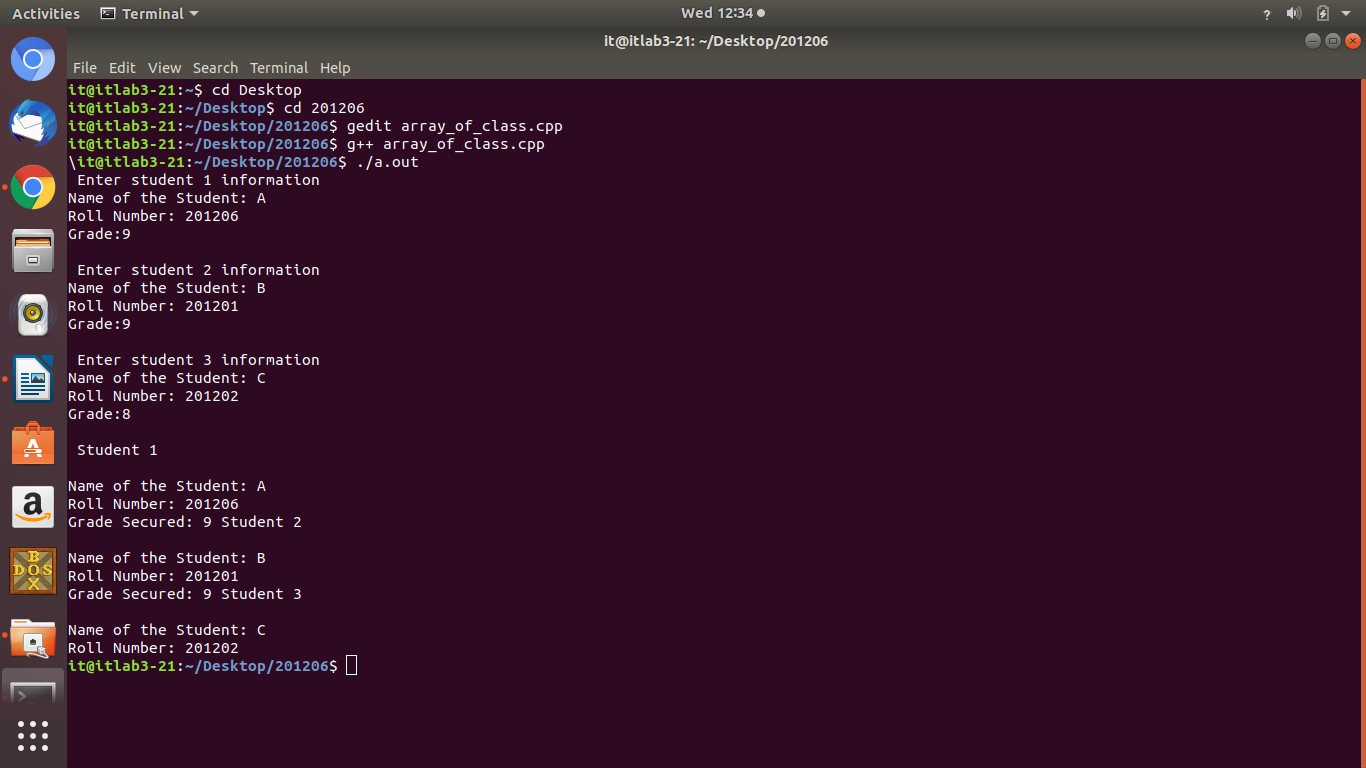 Activities Terminal Wed 12:34
it@itlab3-21: ~/Desktop/201206
File Edit View Search Terminal Help
it@itlab3-21:~$ cd Desktop
it@itlab3-21:~/Desktop$ cd 201206
it@itlab3-21:~/Desktop/201206$ gedit array_of_class.cpp
it@itlab3-21:~/Desktop/201206$ g++ array_of_class.cpp
\it@itlab3-21:~/Desktop/201206$ ./a.out
Enter student 1 information
Name of the Student: A
Roll Number: 201206
Grade:9
Enter student 2 information
Name of the Student: B
Roll Number: 201201
Grade:9
Enter student 3 information
Name of the Student: C
Roll Number: 201202
Grade:8
Student 1
Name of the Student: A
Roll Number: 201206
Grade Secured: 9 Student 2
Name of the Student: B
Roll Number: 201201
Grade Secured: 9 Student 3
Name of the Student: C
Roll Number: 201202
it@itlab3-21:~/Desktop/201206$
A
a
B
DOS
X